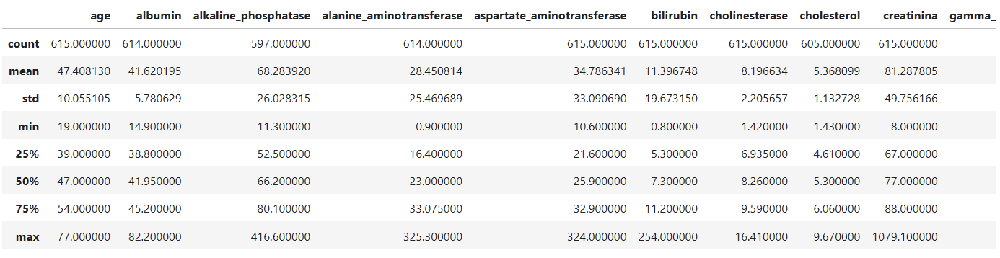 age albumin alkaline_phosphatase alanine_aminotransferase aspartate_aminotransferase bilirubin cholinesterase cholesterol creatinina gamma_
count 615.000000 614.000000 597.000000 614.000000 615.000000 615.000000 615.000000 605.000000 615.000000
mean 47.408130 41.620195 68.283920 28.450814 34.786341 11.396748 8.196634 5.368099 81.287805
std 10.055105 5.780629 26.028315 25.469689 33.090690 19.673150 2.205657 1.132728 49.756166
min 19.000000 14.900000 11.300000 0.900000 10.600000 0.800000 1.420000 1.430000 8.000000
25% 39.000000 38.800000 52.500000 16.400000 21.600000 5.300000 6.935000 4.610000 67.000000
50% 47.000000 41.950000 66.200000 23.000000 25.900000 7.300000 8.260000 5.300000 77.000000
75% 54.000000 45.200000 80.100000 33.075000 32.900000 11.200000 9.590000 6.060000 88.000000
max 77.000000 82.200000 416.600000 325.300000 324.000000 254.000000 16.410000 9.670000 1079.100000